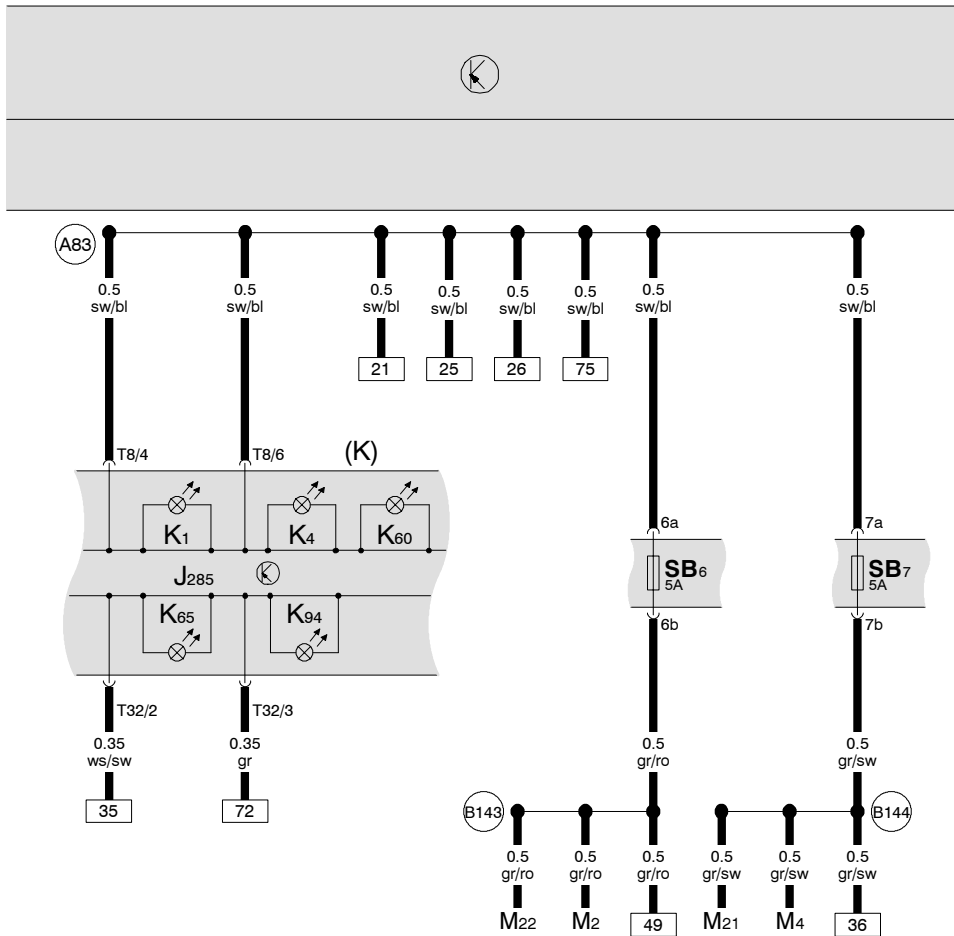 A83
0.5 0.5 0.5 0.5 0.5 0.5 0.5 0.5
sw/bl sw/bl sw/bl sw/bl sw/bl sw/bl sw/bl sw/bl
21 25 26 75
T8/4 T8/6 (K)
K1 K4 K60
6a 7a
J285
SB6 SB7
5A 5A
K65 K94
6b 7b
T32/2 T32/3
0.35 0.35 0.5 0.5
ws/sw gr gr/ro gr/sw
35 72
B143 B144
0.5 0.5 0.5 0.5 0.5 0.5
gr/ro gr/ro gr/ro gr/sw gr/sw gr/sw
M22 M2 49 M21 M4 36